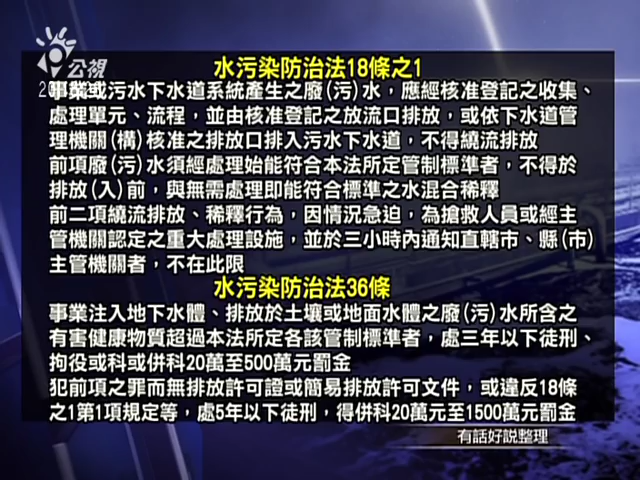 公視
水污染防治法18條之1
事業或污水下水道系統產生之廢(污)水，應經核准登記之收集、
處理單元、流程，並由核准登記之放流口排放，或依下水道管
理機關(構)核准之排放口排入污水下水道，不得繞流排放
前項廢(污)水須經處理始能符合本法所定管制標準者，不得於
排放(入)前，與無需處理即能符合標準之水混合稀釋
前二項繞流排放、稀釋行為，因情況急迫，為搶救人員或經主
管機關認定之重大處理設施，並於三小時內通知直轄市、縣(市)
主管機關者，不在此限
水污染防治法36條
事業注入地下水體、排放於土壤或地面水體之廢(污)水所含之
有害健康物質超過本法所定各該管制標準者，處三年以下徒刑、
拘役或科或併科20萬至500萬元罰金
犯前項之罪而無排放許可證或簡易排放許可文件，或違反18條
之1第1項規定等，處5年以下徒刑，得併科20萬元至1500萬元罰金
有話好說整理